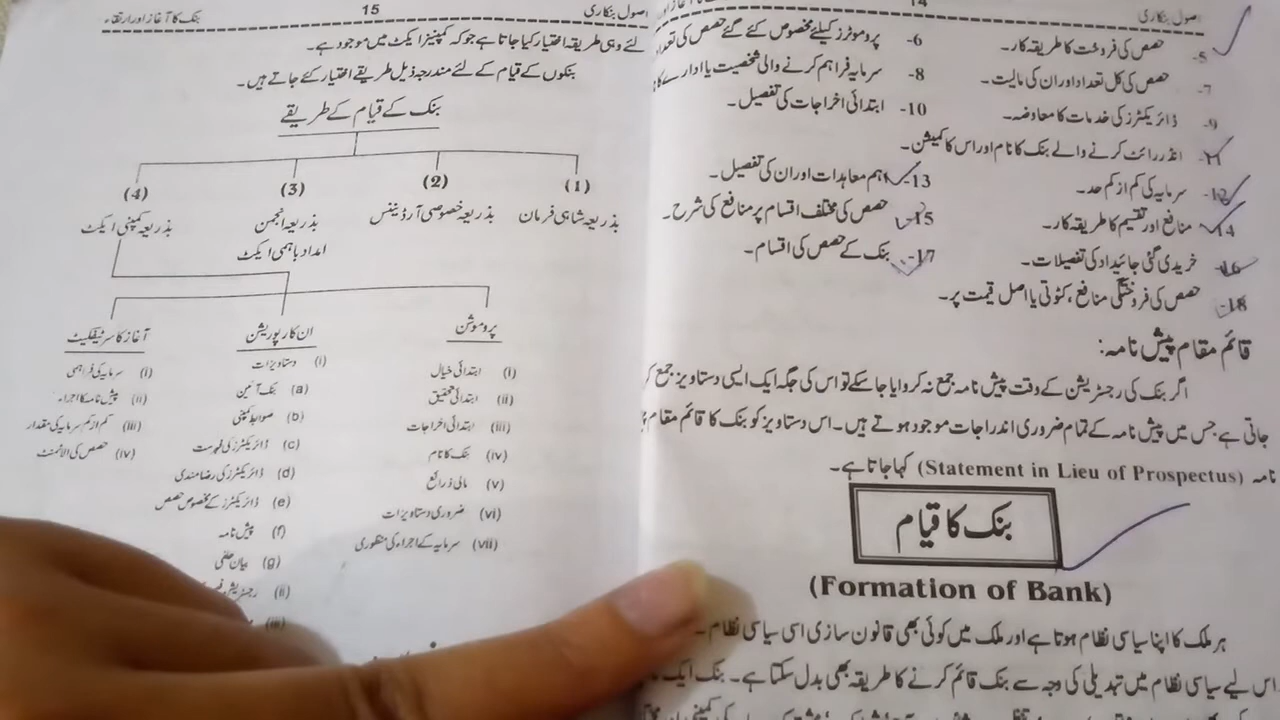 اصول بنکاری
14
5- حصص کی فروخت کا طریقہ کار۔
6- پروموٹرز کیلئے مخصوص کئے گئے حصص کی تعداد
7- حصص کی کل تعداد اور ان کی مالیت۔
8- سرمایہ فراہم کرنے والی شخصیت یا ادارے کا
9- ڈائریکٹرز کی خدمات کا معاوضہ۔
10- ابتدائی اخراجات کی تفصیل۔
11- انڈر رائٹ کرنے والے بنک کا نام اور اس کا کمیشن۔
12- سرمایہ کی کم از کم حد۔
13- اہم معاہدات اور ان کی تفصیل۔
14- منافع اور تقسیم کا طریقہ کار۔
15- حصص کی مختلف اقسام پر منافع کی شرح۔
16- خریدی گئی جائیداد کی تفصیلات۔
17- بنک کے حصص کی اقسام۔
18- حصص کی فروختگی منافع، کٹوتی یا اصل قیمت پر۔
قائم مقام پیش نامہ:
اگر بنک کی رجسٹریشن کے وقت پیش نامہ جمع نہ کروایا جا سکے تو اس کی جگہ ایک ایسی دستاویز جمع کر
جاتی ہے جس میں پیش نامہ کے تمام ضروری اندراجات موجود ہوتے ہیں۔ اس دستاویز کو بنک کا قائم مقام
نامہ (Statement in Lieu of Prospectus) کہا جاتا ہے۔
بنک کا قیام
(Formation of Bank)
ہر ملک کا اپنا سیاسی نظام ہوتا ہے اور ملک میں کوئی بھی قانون سازی اسی سیاسی نظام
اس لیے سیاسی نظام میں تبدیلی کی وجہ سے بنک قائم کرنے کا طریقہ بھی بدل سکتا ہے۔ بنک ایک
اصول بنکاری
15
بنک کا آغاز اور ارتقاء
لئے وہی طریقہ اختیار کیا جاتا ہے جو کہ کمپنیز ایکٹ میں موجود ہے۔
بنکوں کے قیام کے لئے مندرجہ ذیل طریقے اختیار کئے جاتے ہیں۔
بنک کے قیام کے طریقے
(1)
(2)
(3)
(4)
بذریعہ شاہی فرمان
بذریعہ خصوصی آرڈیننس
بذریعہ انجمن
امداد باہمی ایکٹ
بذریعہ کمپنی ایکٹ
پروموشن
(i) ابتدائی خیال
(ii) ابتدائی تحقیق
(iii) ابتدائی اخراجات
(iv) بنک کا نام
(v) مالی ذرائع
(vi) ضروری دستاویزات
(vii) سرمایہ کے اجراء کی منظوری
ان کارپوریشن
(i) دستاویزات
(a) بنک آئین
(b) ضوابط کمپنی
(c) ڈائریکٹرز کی فہرست
(d) ڈائریکٹرز کی رضامندی
(e) ڈائریکٹرز کے مخصوص حصص
(f) پیش نامہ
(g) بیان حلفی
(ii) رجسٹریشن
(iii)
آغاز کا سرٹیفکیٹ
(i) سرمایہ کی فراہمی
(ii) پیش نامہ کا اجراء
(iii) کم از کم سرمایہ کی مقدار
(iv) حصص کی الاٹمنٹ